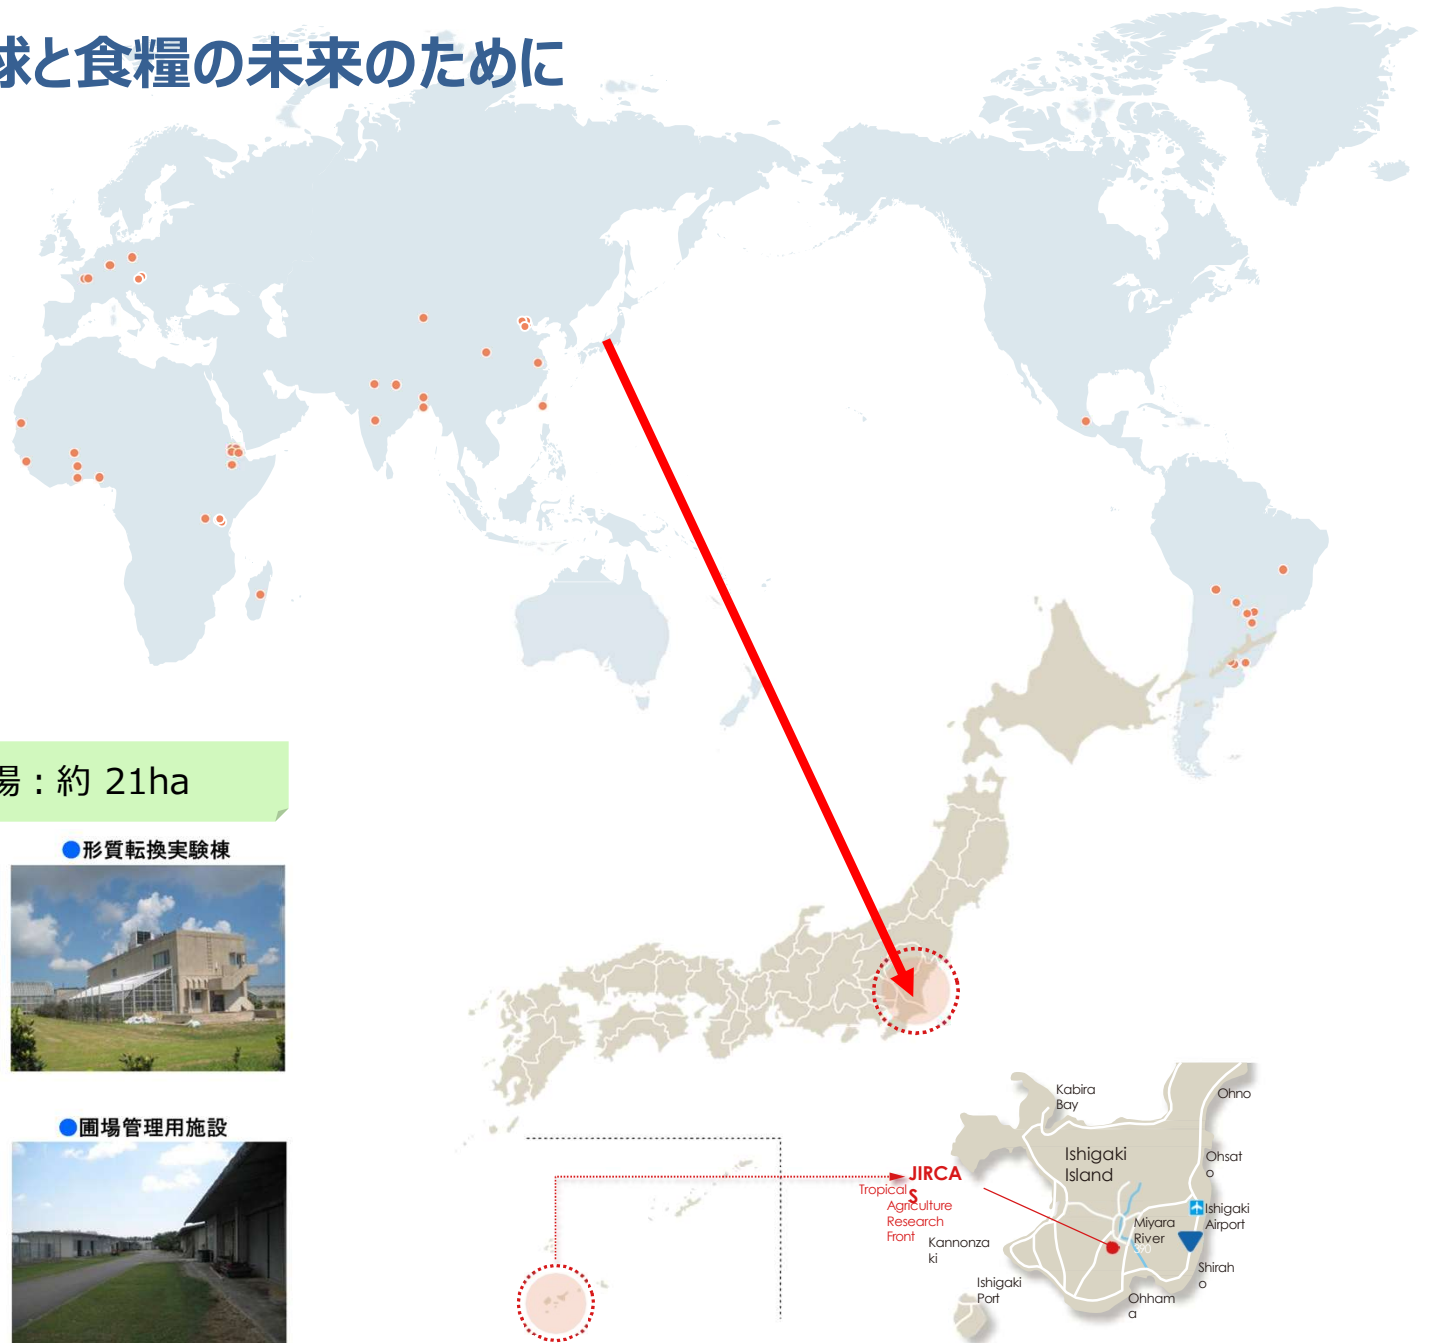 球と食糧の未来のために
場：約 21ha
●形質転換実験棟
●圃場管理用施設
Kabira
Bay
Ohno
Ishigaki
Island
Ohsat
o
JIRCA
S
Tropical
Agriculture
Research
Front
Kannonza
ki
Ishigaki
Airport
Miyara
River
390
Shirah
o
Ishigaki
Port
Ohham
a